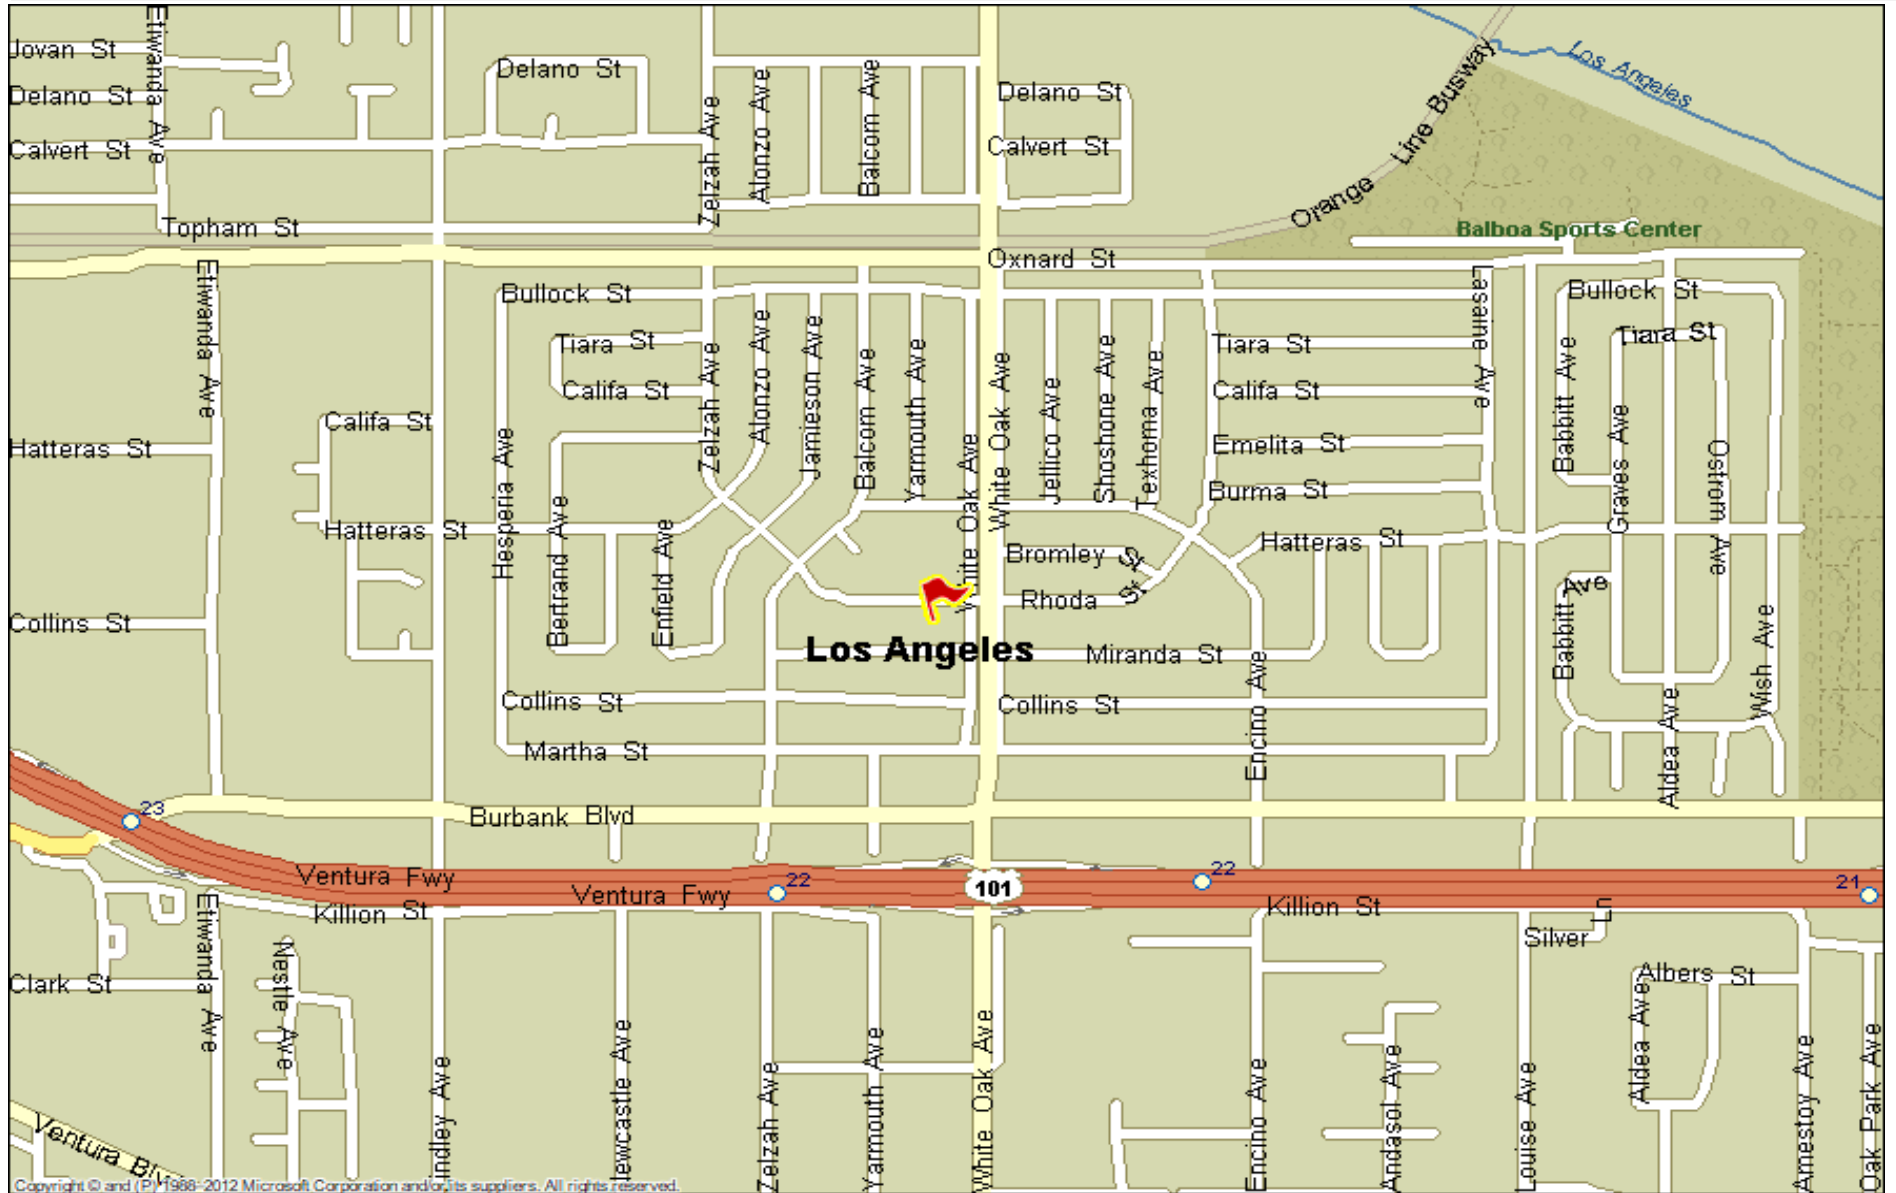 Jovan St
Etiwanda Ave
Delano St
Delano St
Calvert St
Zelzah Ave
Alonzo Ave
Balcom Ave
Delano St
Calvert St
Orange Line Busway
Los Angeles
Topham St
Balboa Sports Center
Oxnard St
Etiwanda Ave
Bullock St
Lasaine Ave
Bullock St
Tiara St
Califa St
Zelzah Ave
Alonzo Ave
Jamieson Ave
Balcom Ave
Yarmouth Ave
White Oak Ave
White Oak Ave
Jellico Ave
Shoshone Ave
Texhoma Ave
Tiara St
Califa St
Babbitt Ave
Tiara St
Graves Ave
Ostrom Ave
Califa St
Hatteras St
Hesperia Ave
Emelita St
Burma St
Hatteras St
Bertrand Ave
Enfield Ave
Bromley St
Rhoda St
Hatteras St
Babbitt Ave
Wish Ave
Collins St
Los Angeles
Miranda St
Encino Ave
Collins St
Collins St
Aldea Ave
Martha St
23
Burbank Blvd
Ventura Fwy
Ventura Fwy
22
101
22
21
Killion St
Killion St
Etiwanda Ave
Nestle Ave
Silver Ln
Clark St
Albers St
Aldea Ave
indley Ave
lewcastle Ave
Zelzah Ave
Yarmouth Ave
White Oak Ave
Encino Ave
Andasol Ave
Louise Ave
Amestoy Ave
Oak Park Ave
Ventura Blv
Copyright © and (P) 1988–2012 Microsoft Corporation and/or its suppliers. All rights reserved.